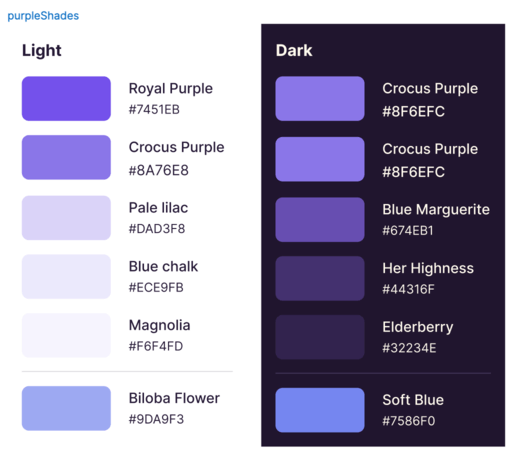 purpleShades
Light
Royal Purple
#7451EB
Crocus Purple
#8A76E8
Pale lilac
#DAD3F8
Blue chalk
#ECE9FB
Magnolia
#F6F4FD
Biloba Flower
#9DA9F3
Dark
Crocus Purple
#8F6EFC
Crocus Purple
#8F6EFC
Blue Marguerite
#674EB1
Her Highness
#44316F
Elderberry
#32234E
Soft Blue
#7586F0